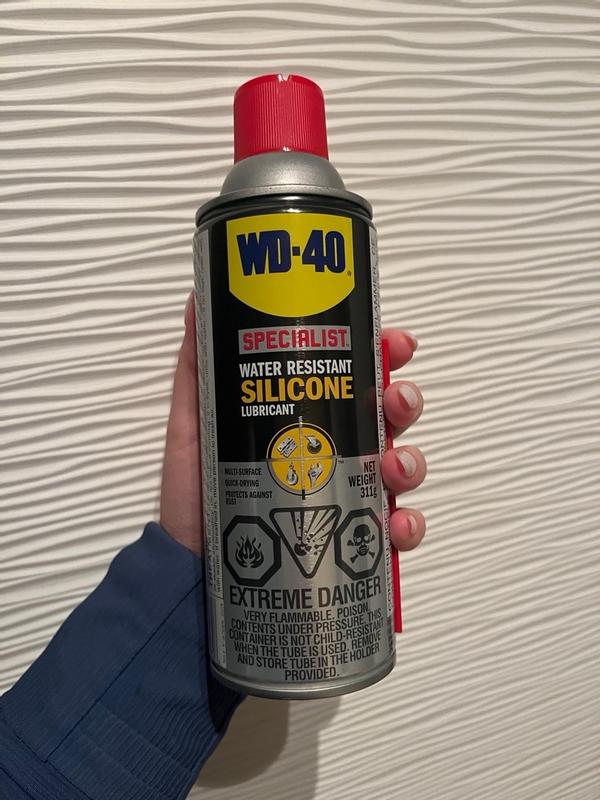 WD-40®
SPECIALIST
WATER RESISTANT
SILICONE
LUBRICANT
MULTI-SURFACE
QUICK-DRYING
PROTECTS AGAINST
RUST
™
NET
WEIGHT
311g
EXTREME DANGER
VERY FLAMMABLE. POISON.
CONTENTS UNDER PRESSURE. THIS
CONTAINER IS NOT CHILD-RESISTANT
WHEN THE TUBE IS USED. REMOVE
AND STORE TUBE IN THE HOLDER
PROVIDED.